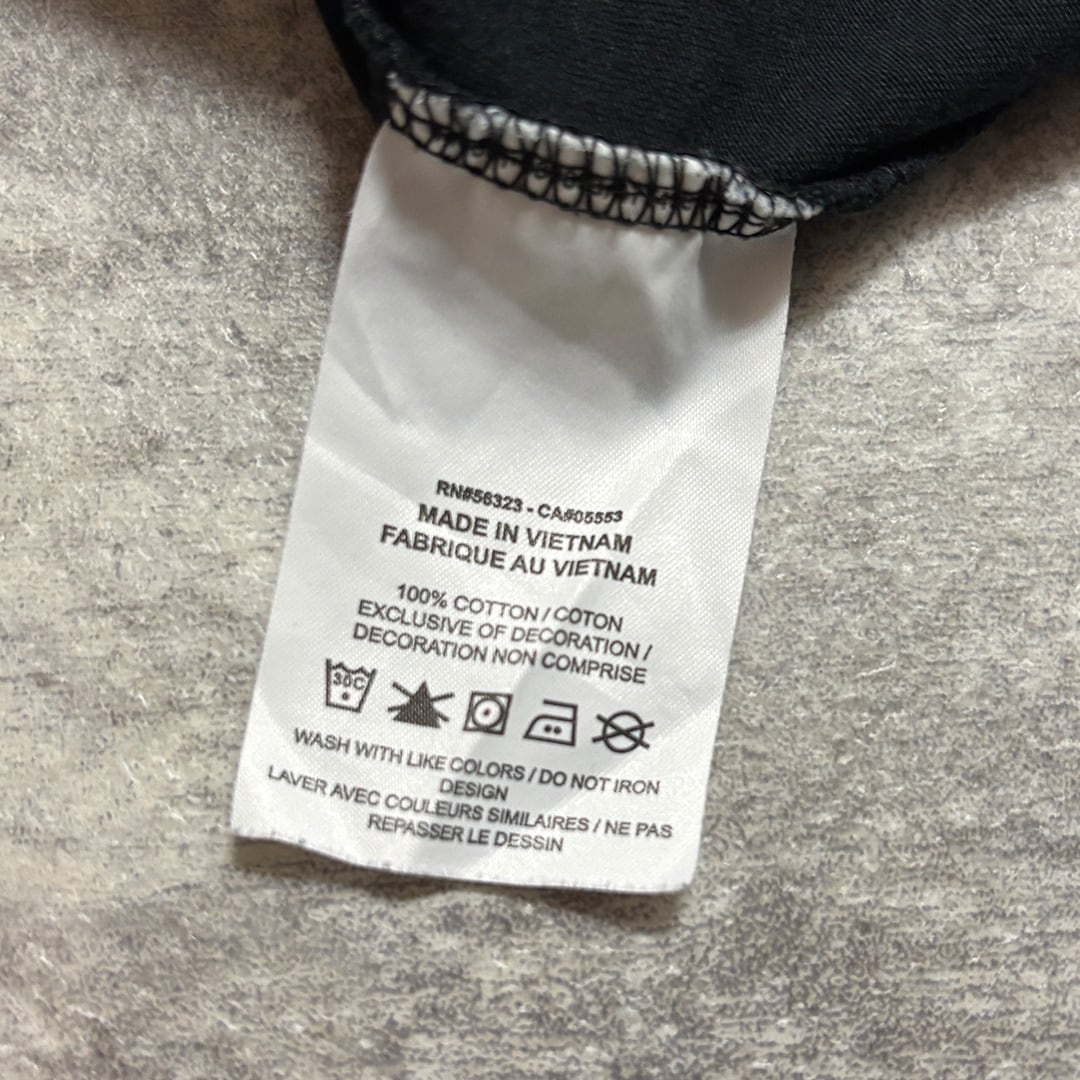 RN#56323 - CA#05553
MADE IN VIETNAM
FABRIQUE AU VIETNAM
100% COTTON / COTON
EXCLUSIVE OF DECORATION /
DECORATION NON COMPRISE
30C
WASH WITH LIKE COLORS / DO NOT IRON
DESIGN
LAVER AVEC COULEURS SIMILAIRES / NE PAS
REPASSER LE DESSIN